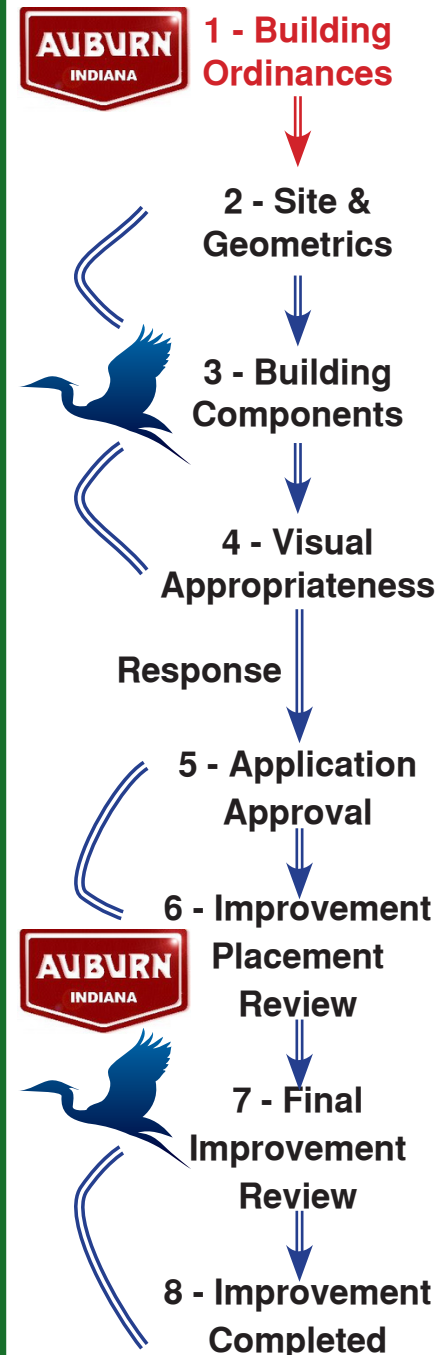 AUBURN
INDIANA
1 - Building
Ordinances
2 - Site &
Geometrics
3 - Building
Components
4 - Visual
Appropriateness
Response
5 - Application
Approval
6 - Improvement
Placement
Review
AUBURN
INDIANA
7 - Final
Improvement
Review
8 - Improvement
Completed